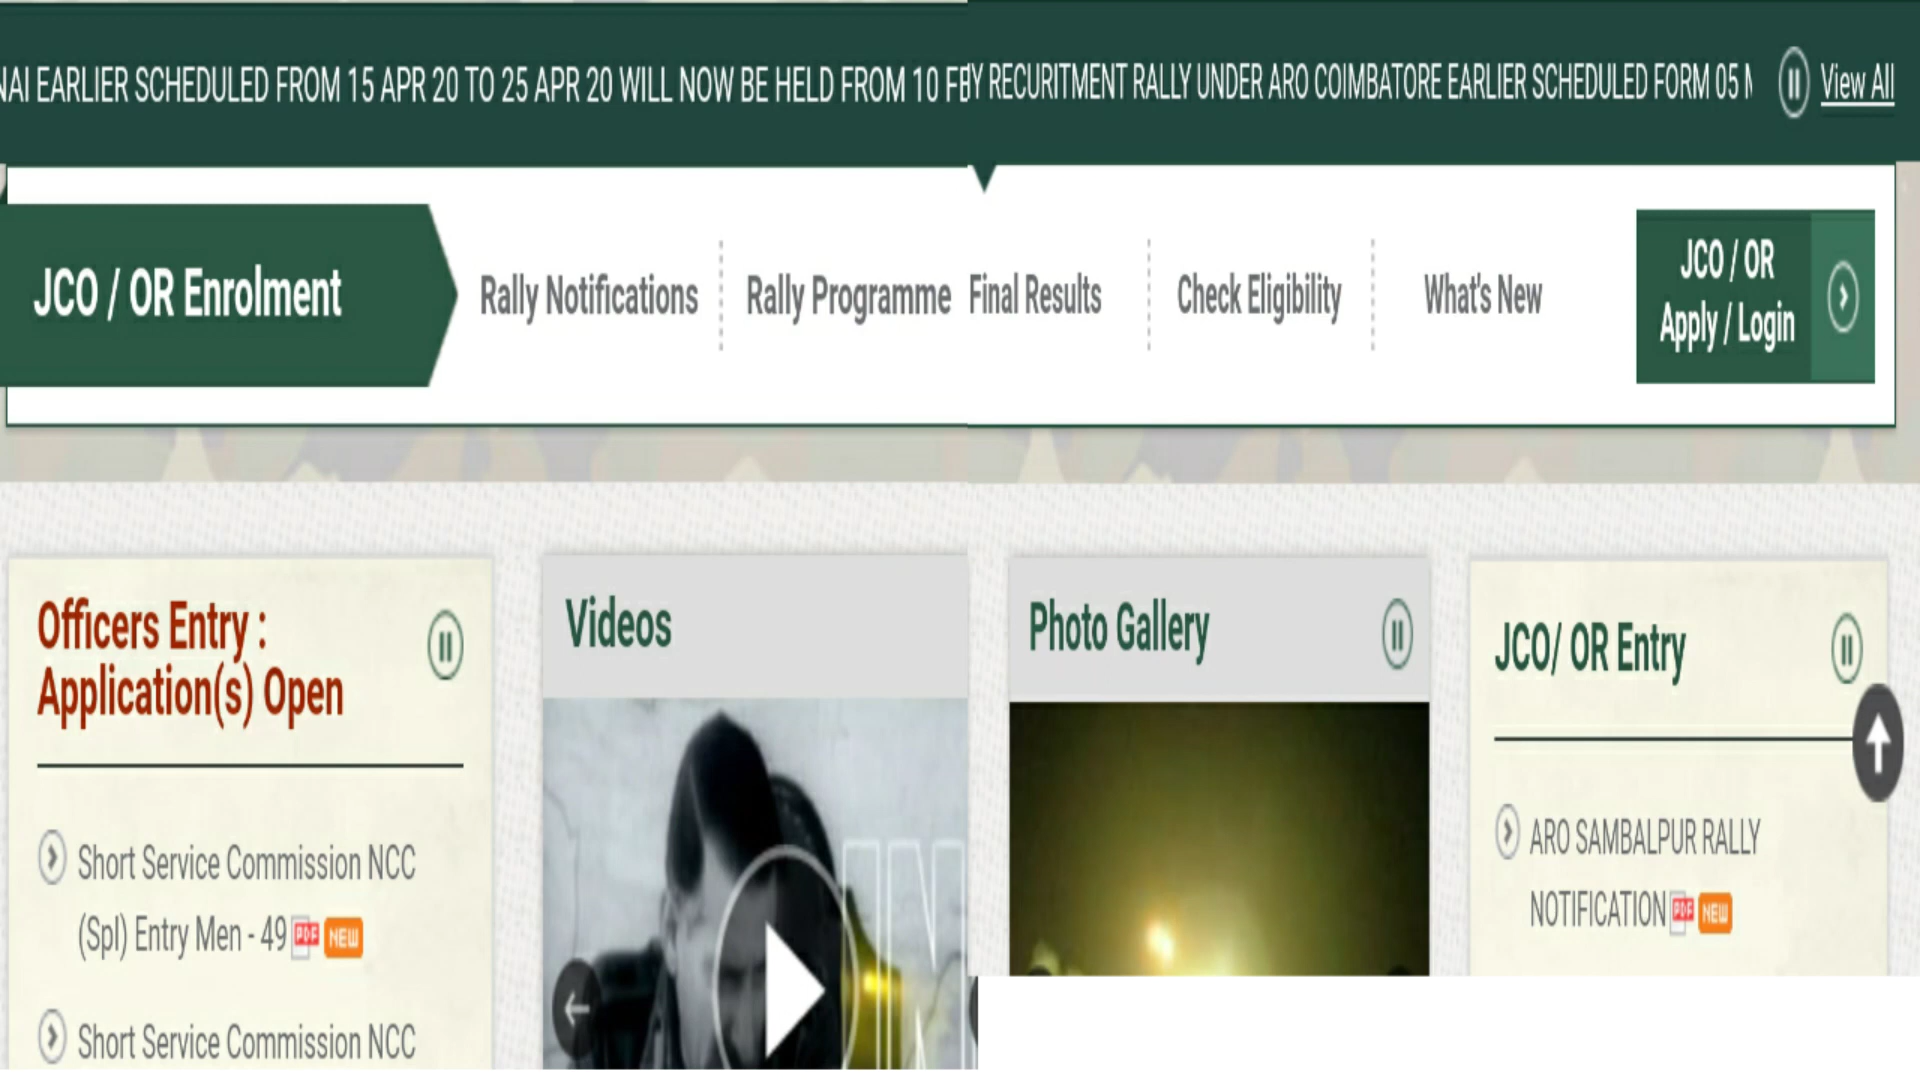 EARLIER SCHEDULED FROM 15 APR 20 TO 25 APR 20 WILL NOW BE HELD FROM 10
RECURITMENT RALLY UNDER ARO COIMBATORE EARLIER SCHEDULED FORM 05
View All
JCO / OR Enrolment
Rally Notifications
Rally Programme
Final Results
Check Eligibility
What's New
JCO / OR
Apply / Login
Officers Entry :
Application(s) Open
Videos
Photo Gallery
JCO/ OR Entry
Short Service Commission NCC
(Spl) Entry Men - 49 PDF NEW
Short Service Commission NCC
ARO SAMBALPUR RALLY
NOTIFICATION PDF NEW